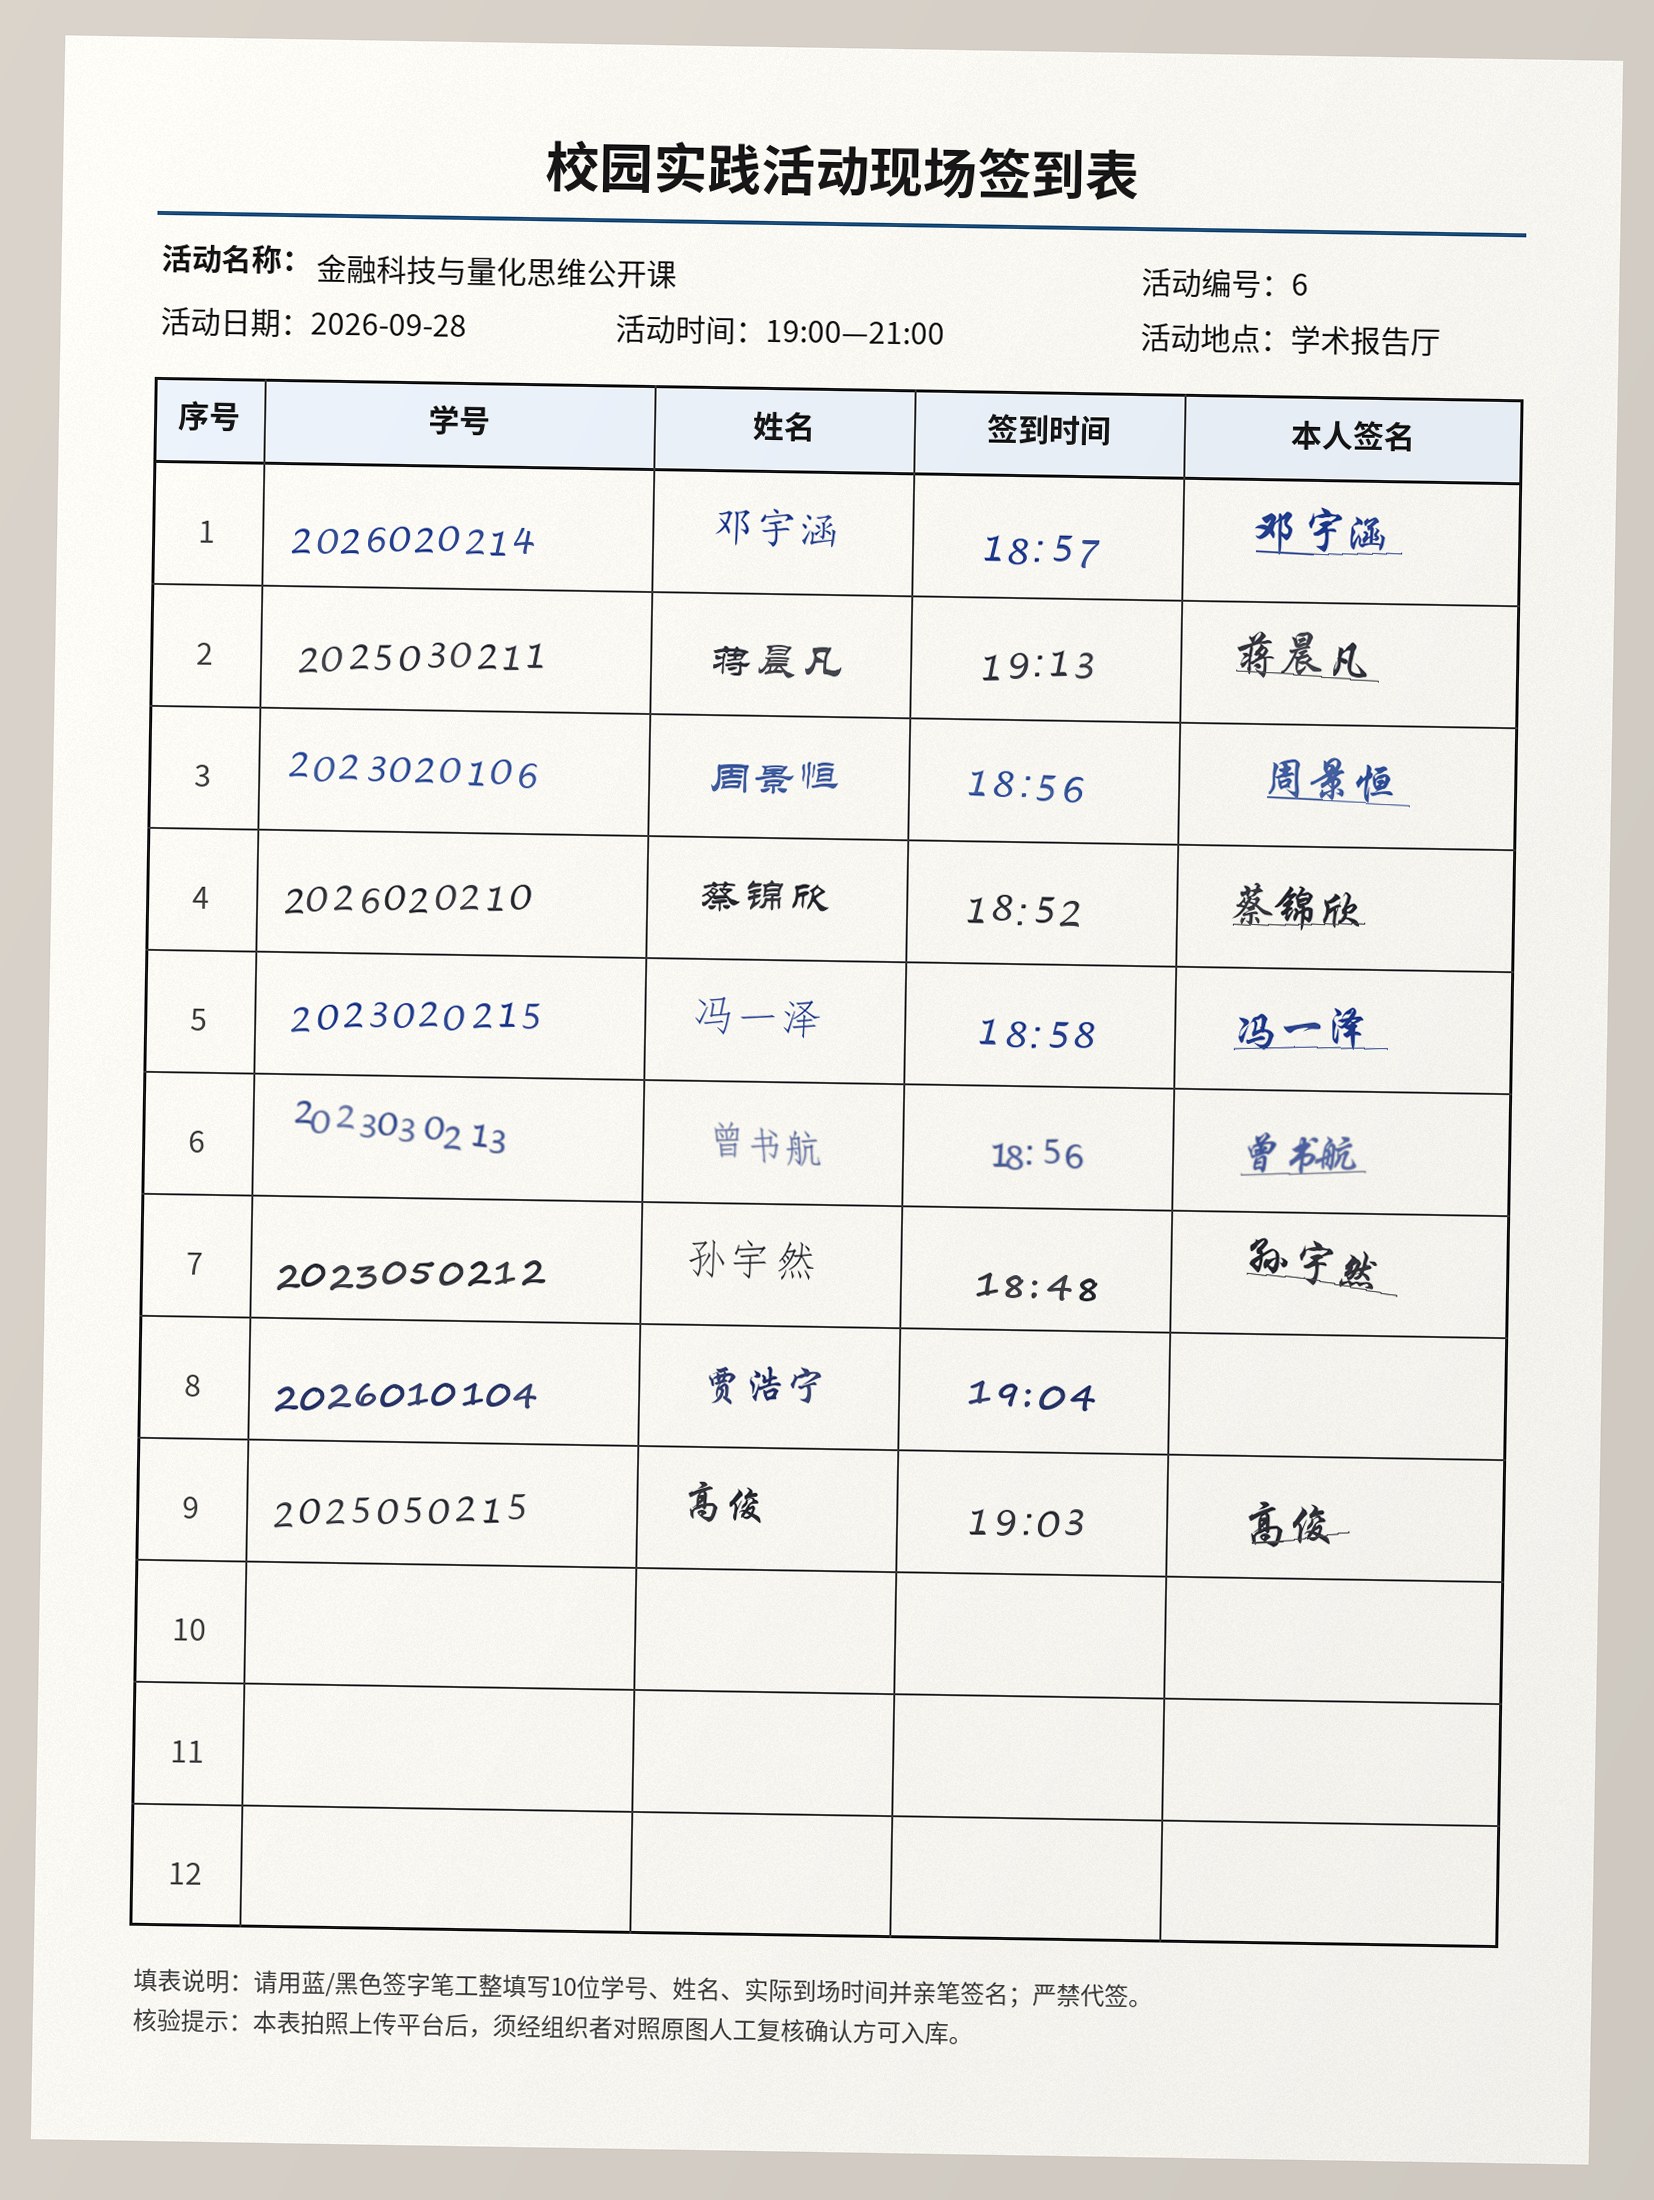 校园实践活动现场签到表
活动名称： 金融科技与量化思维公开课 活动编号：6
活动日期：2026-09-28 活动时间：19:00—21:00 活动地点：学术报告厅
序号 学号 姓名 签到时间 本人签名
1 2026020214 邓宇涵 18:57 邓宇涵
2 2025030211 蒋晨凡 19:13 蒋晨凡
3 2023020106 周景恒 18:56 周景恒
4 2026020210 蔡锦欣 18:52 蔡锦欣
5 2023020215 冯一泽 18:58 冯一泽
6 2023030213 曾书航 18:56 曾书航
7 2023050212 孙宇然 18:48 孙宇然
8 2026010104 贾浩宁 19:04
9 2025050215 高俊 19:03 高俊
10
11
12
填表说明：请用蓝/黑色签字笔工整填写10位学号、姓名、实际到场时间并亲笔签名；严禁代签。
核验提示：本表拍照上传平台后，须经组织者对照原图人工复核确认方可入库。